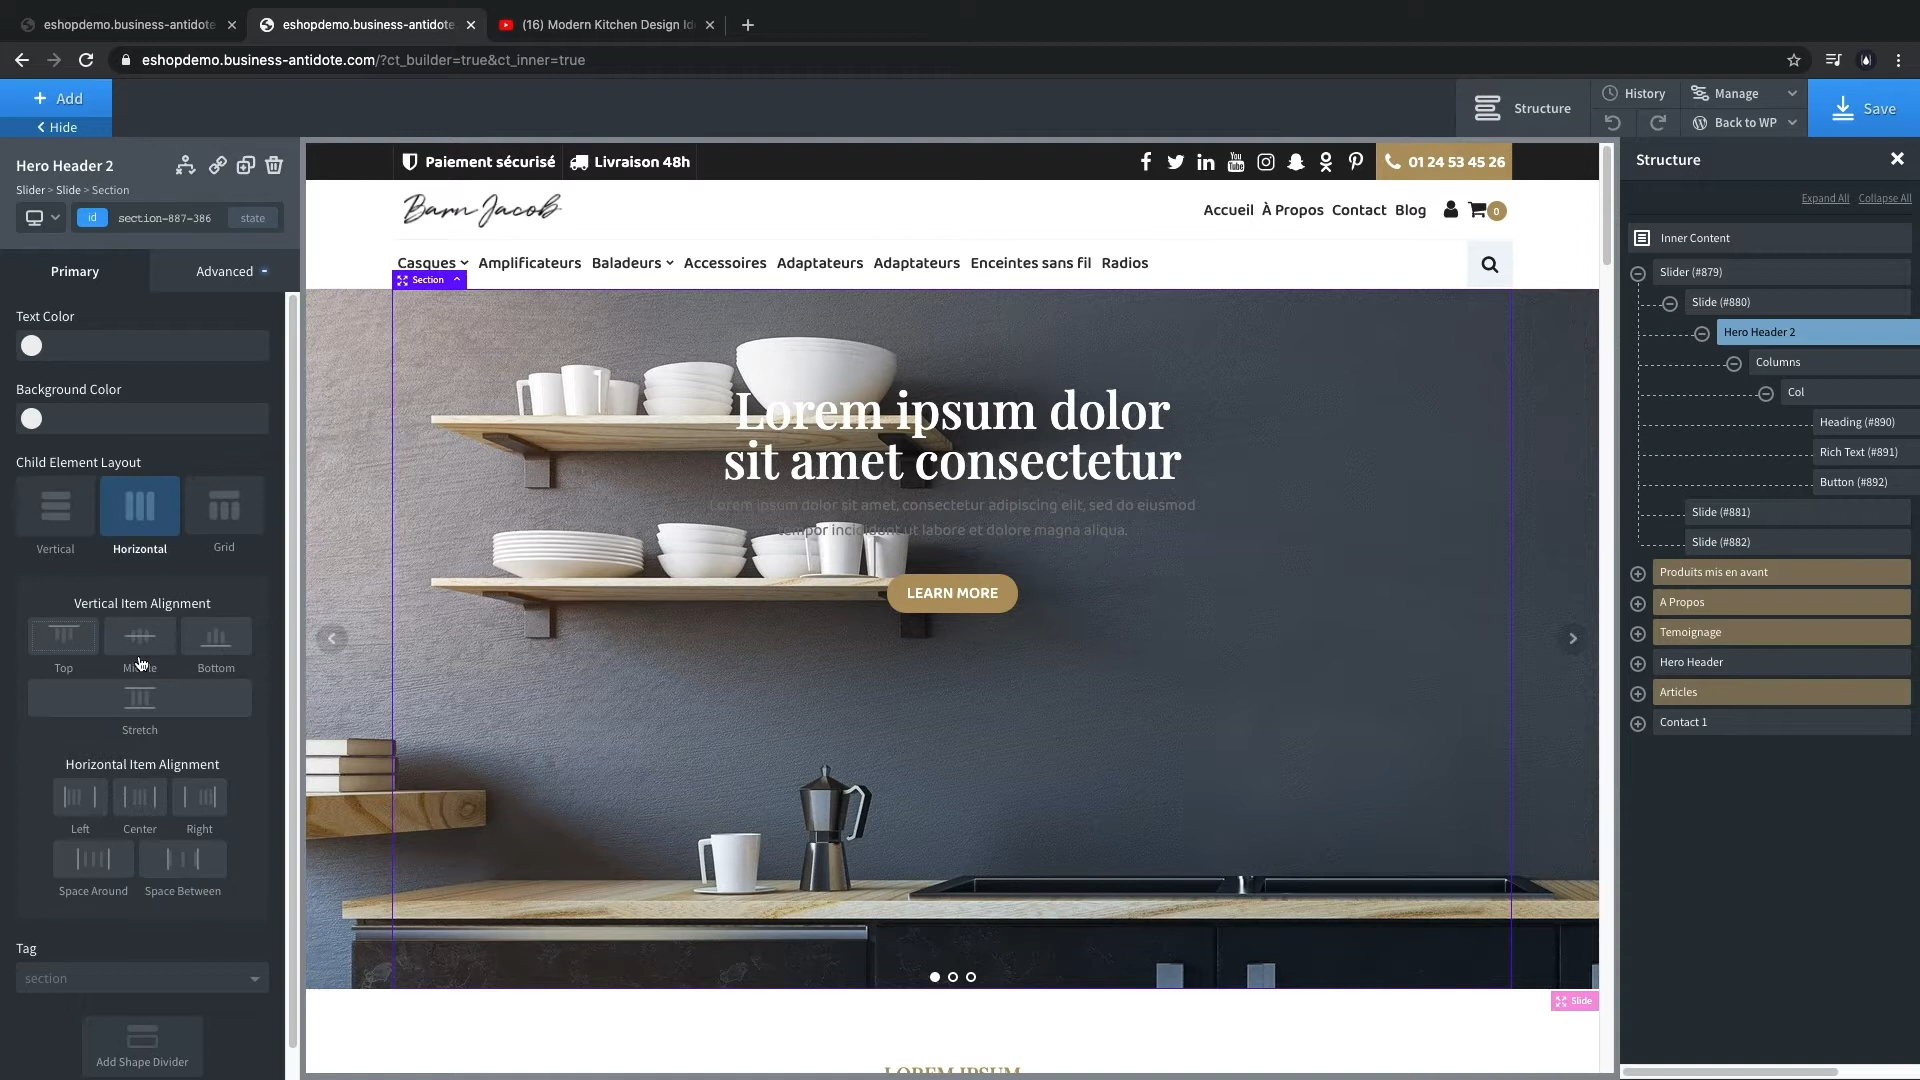 eshopdemo.business-antidote
eshopdemo.business-antidote
(16) Modern Kitchen Design Id
eshopdemo.business-antidote.com/?ct_builder=true&ct_inner=true
+ Add
Hide
Structure
History
Manage
Back to WP
Save
Hero Header 2
Slider > Slide > Section
id
section-887-386
state
Primary
Advanced
Text Color
Background Color
Child Element Layout
Vertical
Horizontal
Grid
Vertical Item Alignment
Top
Middle
Bottom
Stretch
Horizontal Item Alignment
Left
Center
Right
Space Around
Space Between
Tag
section
Add Shape Divider
Paiement sécurisé
Livraison 48h
You Tube
01 24 53 45 26
Barn Jacob
Accueil
À Propos
Contact
Blog
0
Casques
Amplificateurs
Baladeurs
Accessoires
Adaptateurs
Adaptateurs
Enceintes sans fil
Radios
Section
Lorem ipsum dolor
sit amet consectetur
Lorem ipsum dolor sit amet, consectetur adipiscing elit, sed do eiusmod
tempor incididunt ut labore et dolore magna aliqua.
LEARN MORE
Slide
LOREM IPSUM
Structure
Expand All
Collapse All
Inner Content
Slider (#879)
Slide (#880)
Hero Header 2
Columns
Col
Heading (#890)
Rich Text (#891)
Button (#892)
Slide (#881)
Slide (#882)
Produits mis en avant
A Propos
Temoignage
Hero Header
Articles
Contact 1